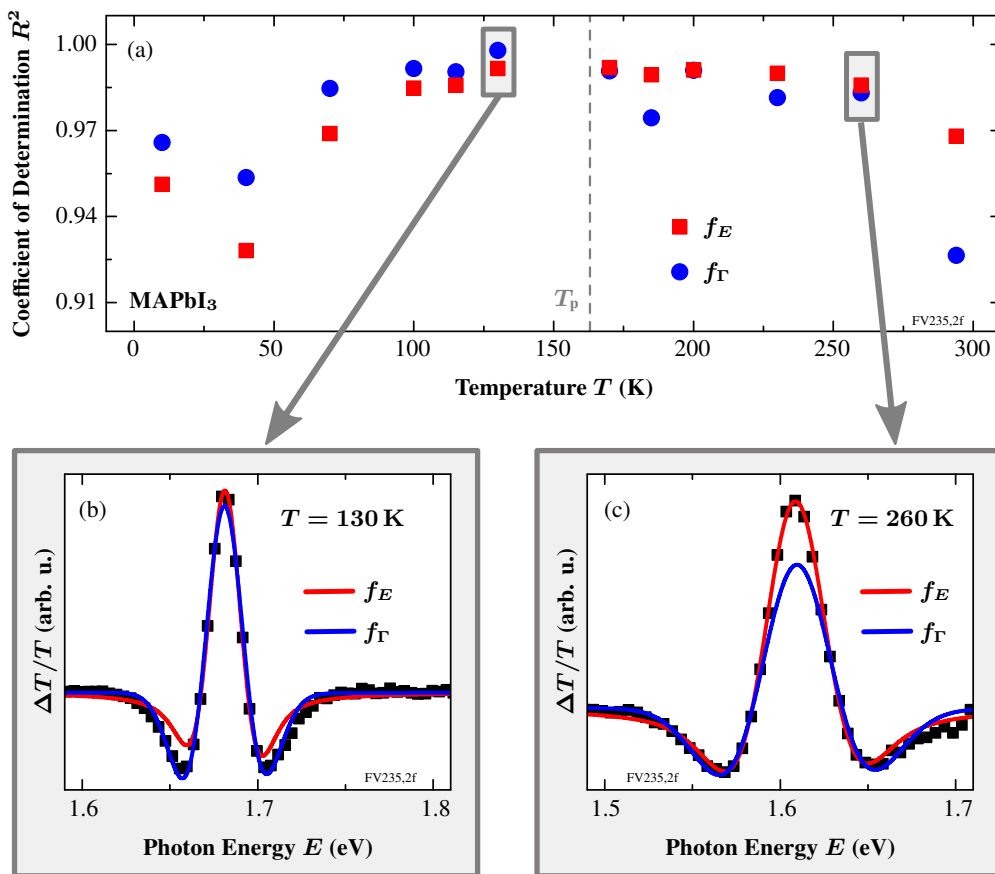 Coefficient of Determination R²
1.00
0.97
0.94
0.91
(a)
f_E
f_Γ
MAPbI₃
T_p
FV235,2f
0 50 100 150 200 250 300
Temperature T (K)
(b)
T = 130 K
f_E
f_Γ
ΔT/T (arb. u.)
FV235,2f
1.6 1.7 1.8
Photon Energy E (eV)
(c)
T = 260 K
f_E
f_Γ
ΔT/T (arb. u.)
FV235,2f
1.5 1.6 1.7
Photon Energy E (eV)